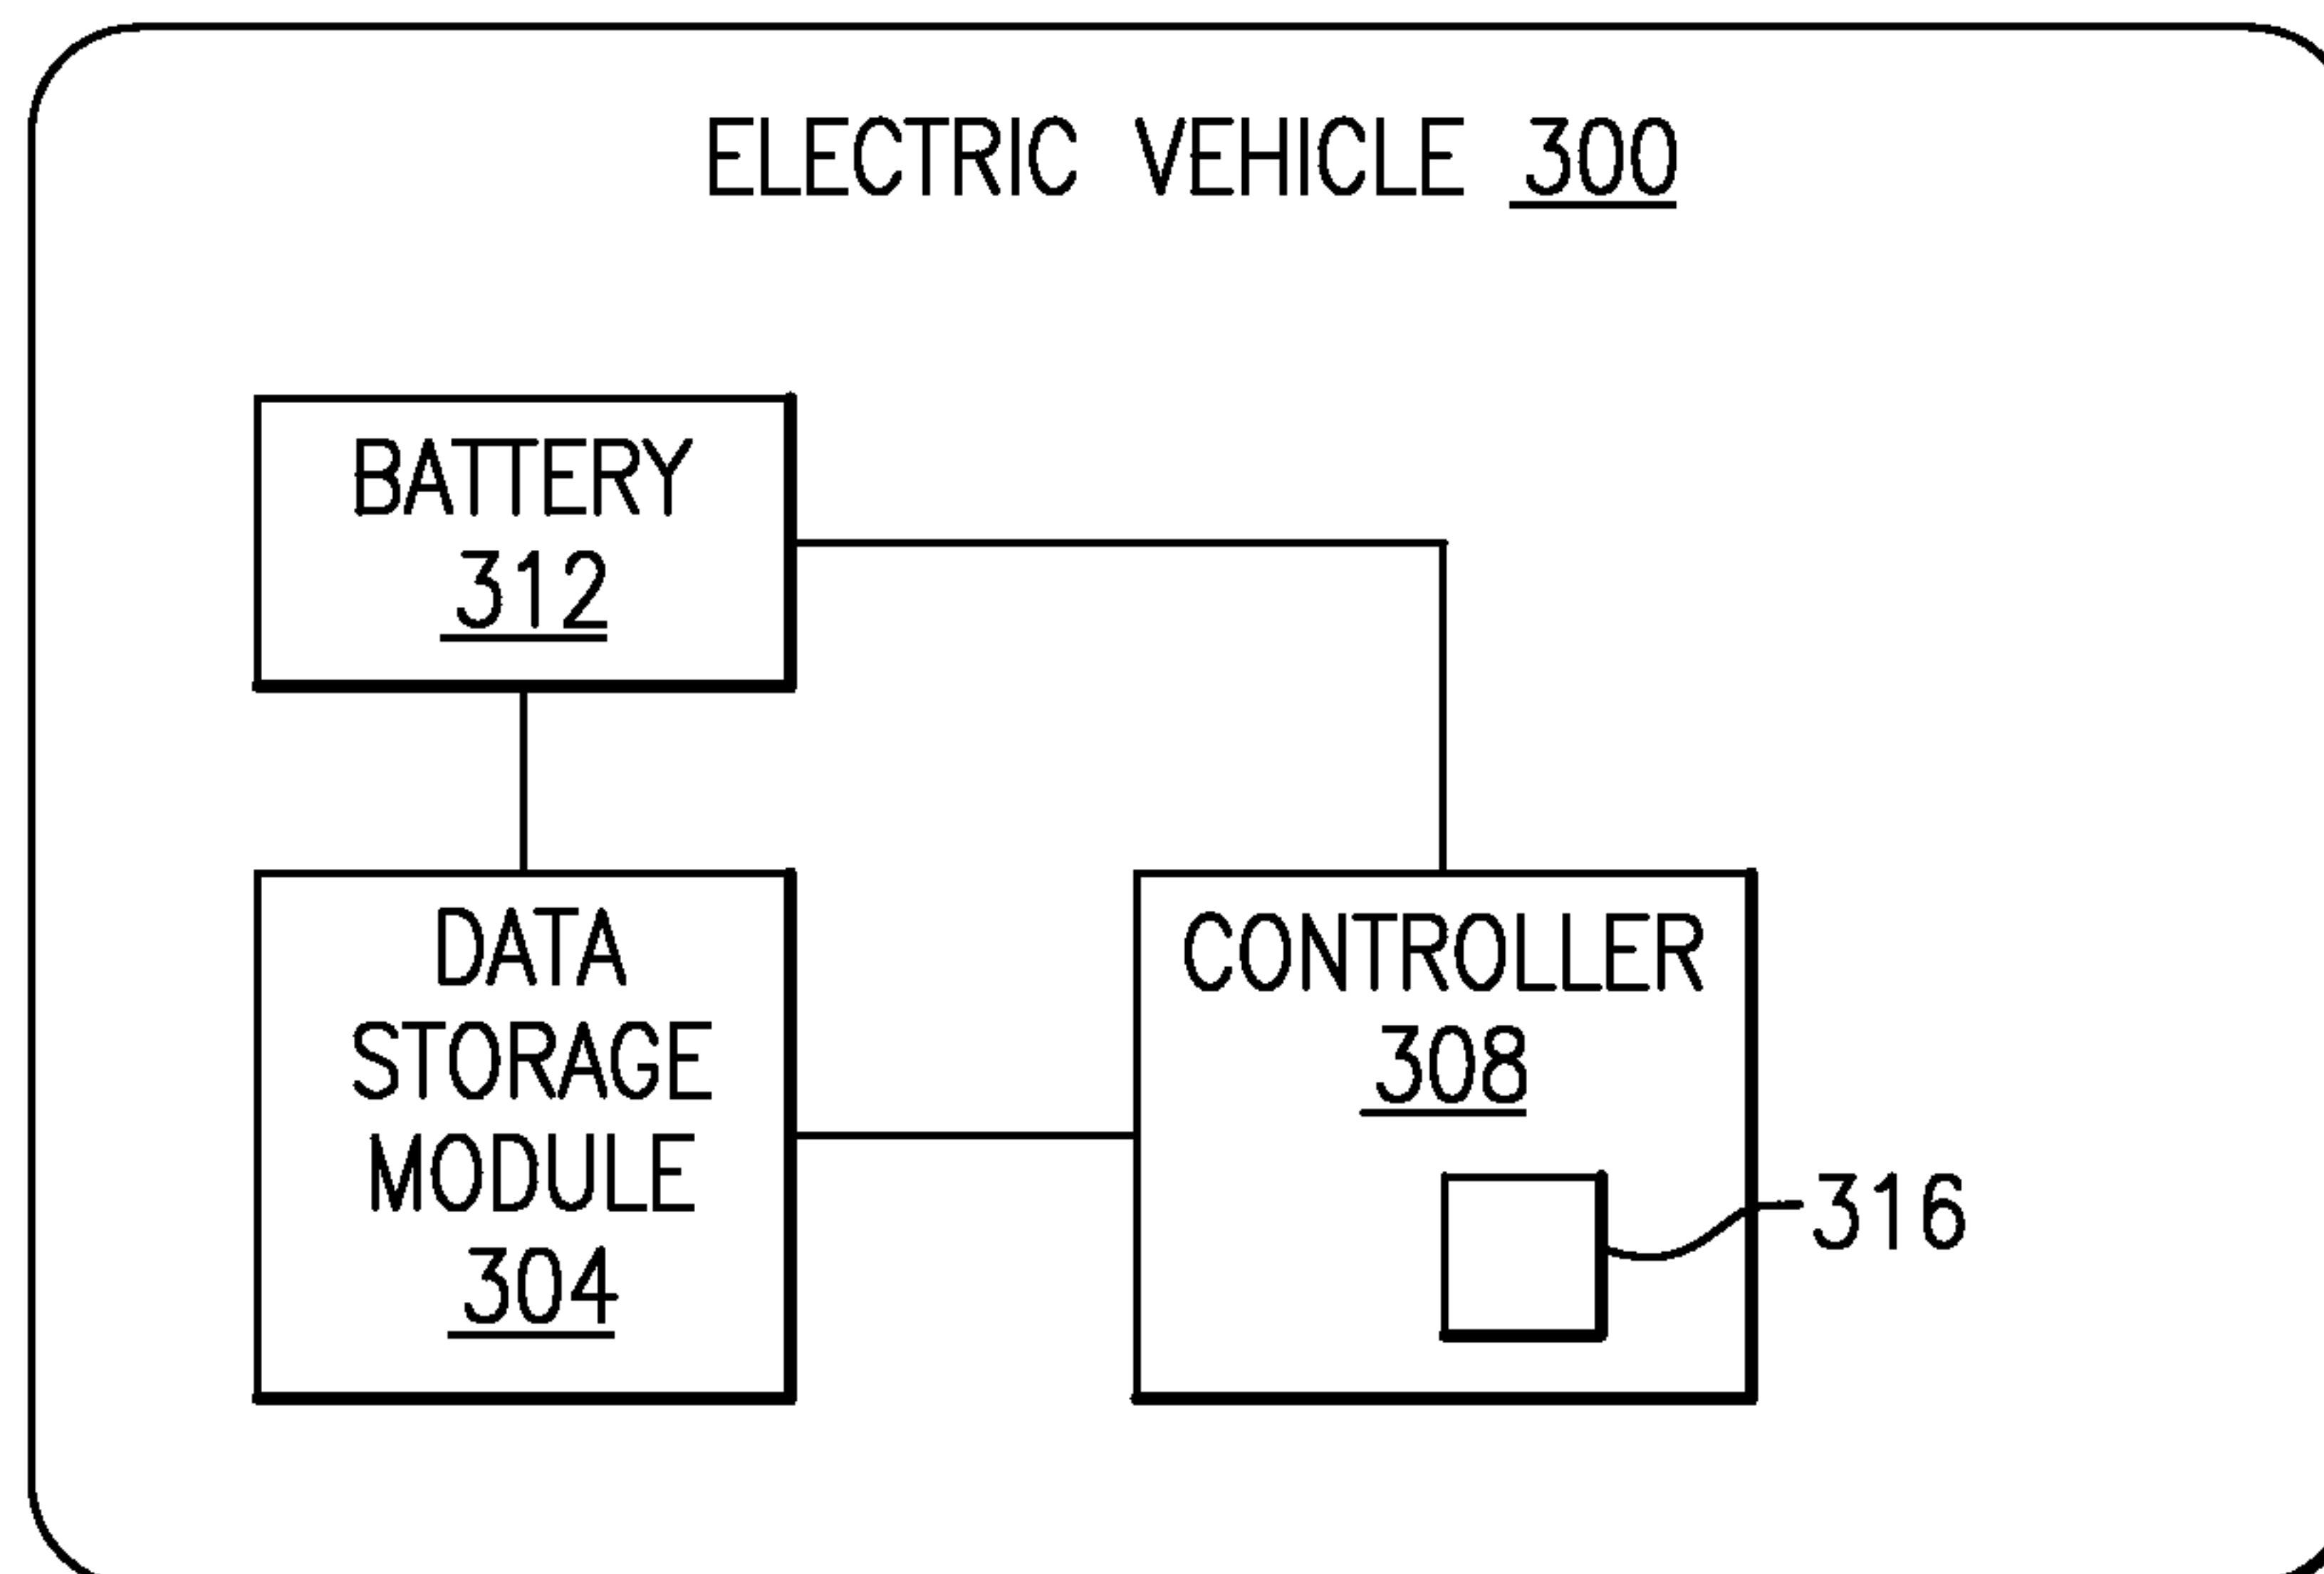 ELECTRIC VEHICLE 300
BATTERY
312
DATA
STORAGE
MODULE
304
CONTROLLER
308
316